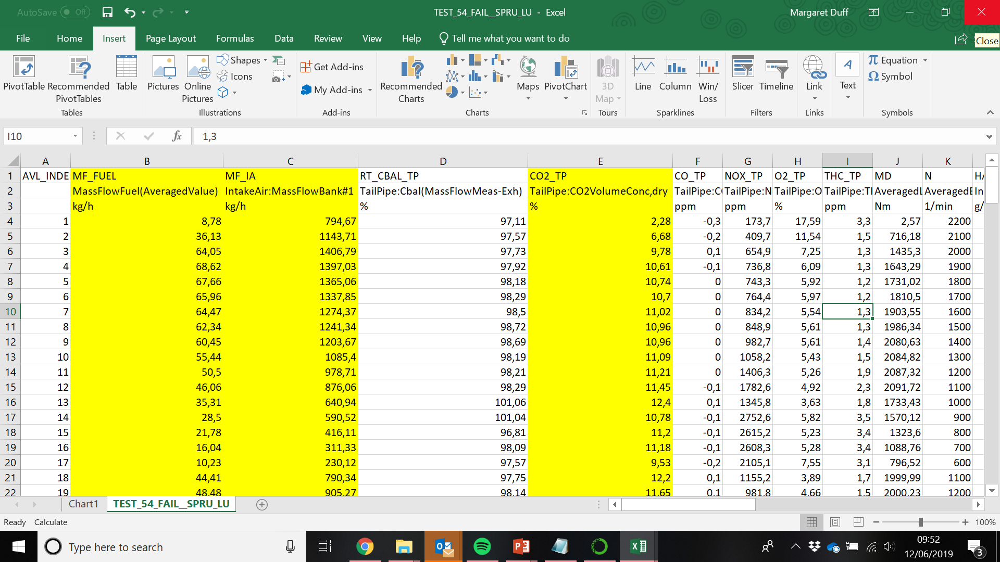 AutoSave Off TEST_54_FAIL__SPRU_LU - Excel Margaret Duff
File Home Insert Page Layout Formulas Data Review View Help Tell me what you want to do Close
PivotTable Recommended PivotTables Table
Tables
Pictures Online Pictures Shapes Icons
Illustrations
Get Add-ins
My Add-ins
Add-ins
Recommended Charts Maps PivotChart
Charts
3D Map
Tours
Line Column Win/Loss
Sparklines
Slicer Timeline
Filters
Link
Links
Text
Equation
Symbol
Symbols
I10 fx 1,3
A B C D E F G H I J K
1 AVL_INDE MF_FUEL MF_IA RT_CBAL_TP CO2_TP CO_TP NOX_TP O2_TP THC_TP MD N
2 MassFlowFuel(AveragedValue) IntakeAir:MassFlowBank#1 TailPipe:Cbal(MassFlowMeas-Exh) TailPipe:CO2VolumeConc,dry TailPipe:C TailPipe:N TailPipe:O TailPipe:T AveragedL AveragedE In
3 kg/h kg/h % % ppm ppm % ppm Nm 1/min g/
4 1 8,78 794,67 97,11 2,28 -0,3 173,7 17,59 3,3 2,57 2200
5 2 36,13 1143,71 97,57 6,68 -0,2 409,7 11,54 1,5 716,18 2100
6 3 64,05 1406,79 97,73 9,78 0,1 654,9 7,25 1,3 1435,3 2000
7 4 68,62 1397,03 97,92 10,61 -0,1 736,8 6,09 1,3 1643,29 1900
8 5 67,66 1365,06 98,18 10,74 0 743,3 5,92 1,2 1731,02 1800
9 6 65,96 1337,85 98,29 10,7 0 764,4 5,97 1,2 1810,5 1700
10 7 64,47 1274,37 98,5 11,02 0 834,2 5,54 1,3 1903,55 1600
11 8 62,34 1241,34 98,72 10,96 0 848,9 5,61 1,3 1986,34 1500
12 9 60,45 1203,67 98,69 10,96 0 982,7 5,61 1,4 2080,63 1400
13 10 55,44 1085,4 98,19 11,09 0 1058,2 5,43 1,5 2084,82 1300
14 11 50,5 978,71 98,21 11,21 0 1406,3 5,26 1,9 2087,32 1200
15 12 46,06 876,06 98,29 11,45 -0,1 1782,6 4,92 2,3 2091,72 1100
16 13 35,31 640,94 101,06 12,4 0,1 1345,8 3,63 1,8 1733,43 1000
17 14 28,5 590,52 101,04 10,78 -0,1 2752,6 5,82 3,5 1570,12 900
18 15 21,78 416,11 96,81 11,2 -0,1 2615,2 5,23 3,4 1323,6 800
19 16 16,04 311,33 98,09 11,18 -0,1 2608,3 5,28 3,4 1088,76 700
20 17 10,23 230,12 97,57 9,53 -0,2 2105,1 7,55 3,1 796,52 600
21 18 44,41 790,34 97,75 12,2 0,1 1155,2 3,89 1,7 1999,99 1100
22 19 48,48 905,27 98,14 11,65 0,1 981,8 4,66 1,5 2000,23 1200
Chart1 TEST_54_FAIL__SPRU_LU
Ready Calculate 100%
Type here to search
09:52
12/06/2019
3